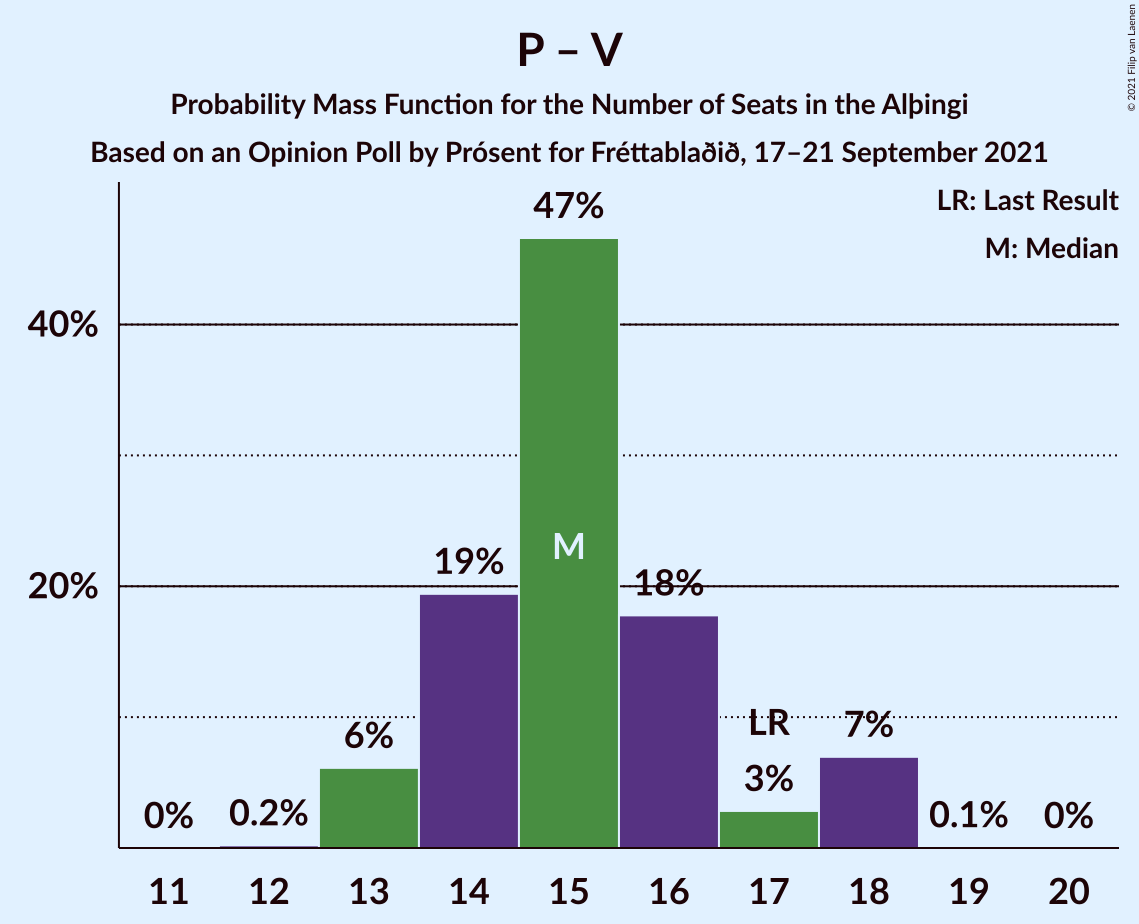 P – V
Probability Mass Function for the Number of Seats in the Alþingi
Based on an Opinion Poll by Prósent for Fréttablaðið, 17–21 September 2021
© 2021 Filip van Laenen
LR: Last Result
M: Median
40%
20%
0%
0.2%
6%
19%
47%
M
18%
LR
3%
7%
0.1%
0%
11 12 13 14 15 16 17 18 19 20